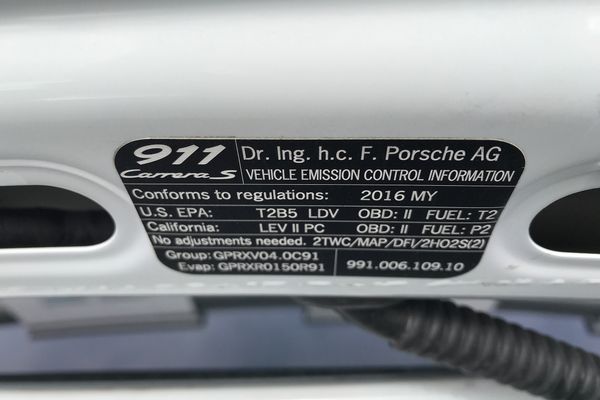 911 Dr. Ing. h.c. F. Porsche AG
Carrera S VEHICLE EMISSION CONTROL INFORMATION
Conforms to regulations: 2016 MY
U.S. EPA: T2B5 LDV OBD: II FUEL: T2
California: LEV II PC OBD: II FUEL: P2
No adjustments needed. 2TWC/MAP/DFI/2HO2S(2)
Group: GPRXV04.0C91
Evap: GPRXR0150R91 991.006.109.10